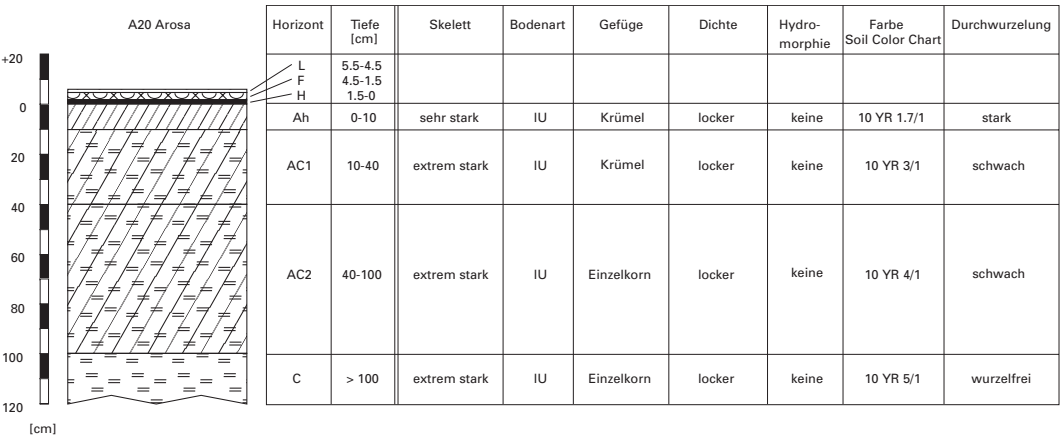 A20 Arosa
Horizont Tiefe [cm] Skelett Bodenart Gefüge Dichte Hydro-morphie Farbe Soil Color Chart Durchwurzelung
L 5.5-4.5
F 4.5-1.5
H 1.5-0
Ah 0-10 sehr stark IU Krümel locker keine 10 YR 1.7/1 stark
AC1 10-40 extrem stark IU Krümel locker keine 10 YR 3/1 schwach
AC2 40-100 extrem stark IU Einzelkorn locker keine 10 YR 4/1 schwach
C > 100 extrem stark IU Einzelkorn locker keine 10 YR 5/1 wurzelfrei
+20
0
20
40
60
80
100
120
[cm]